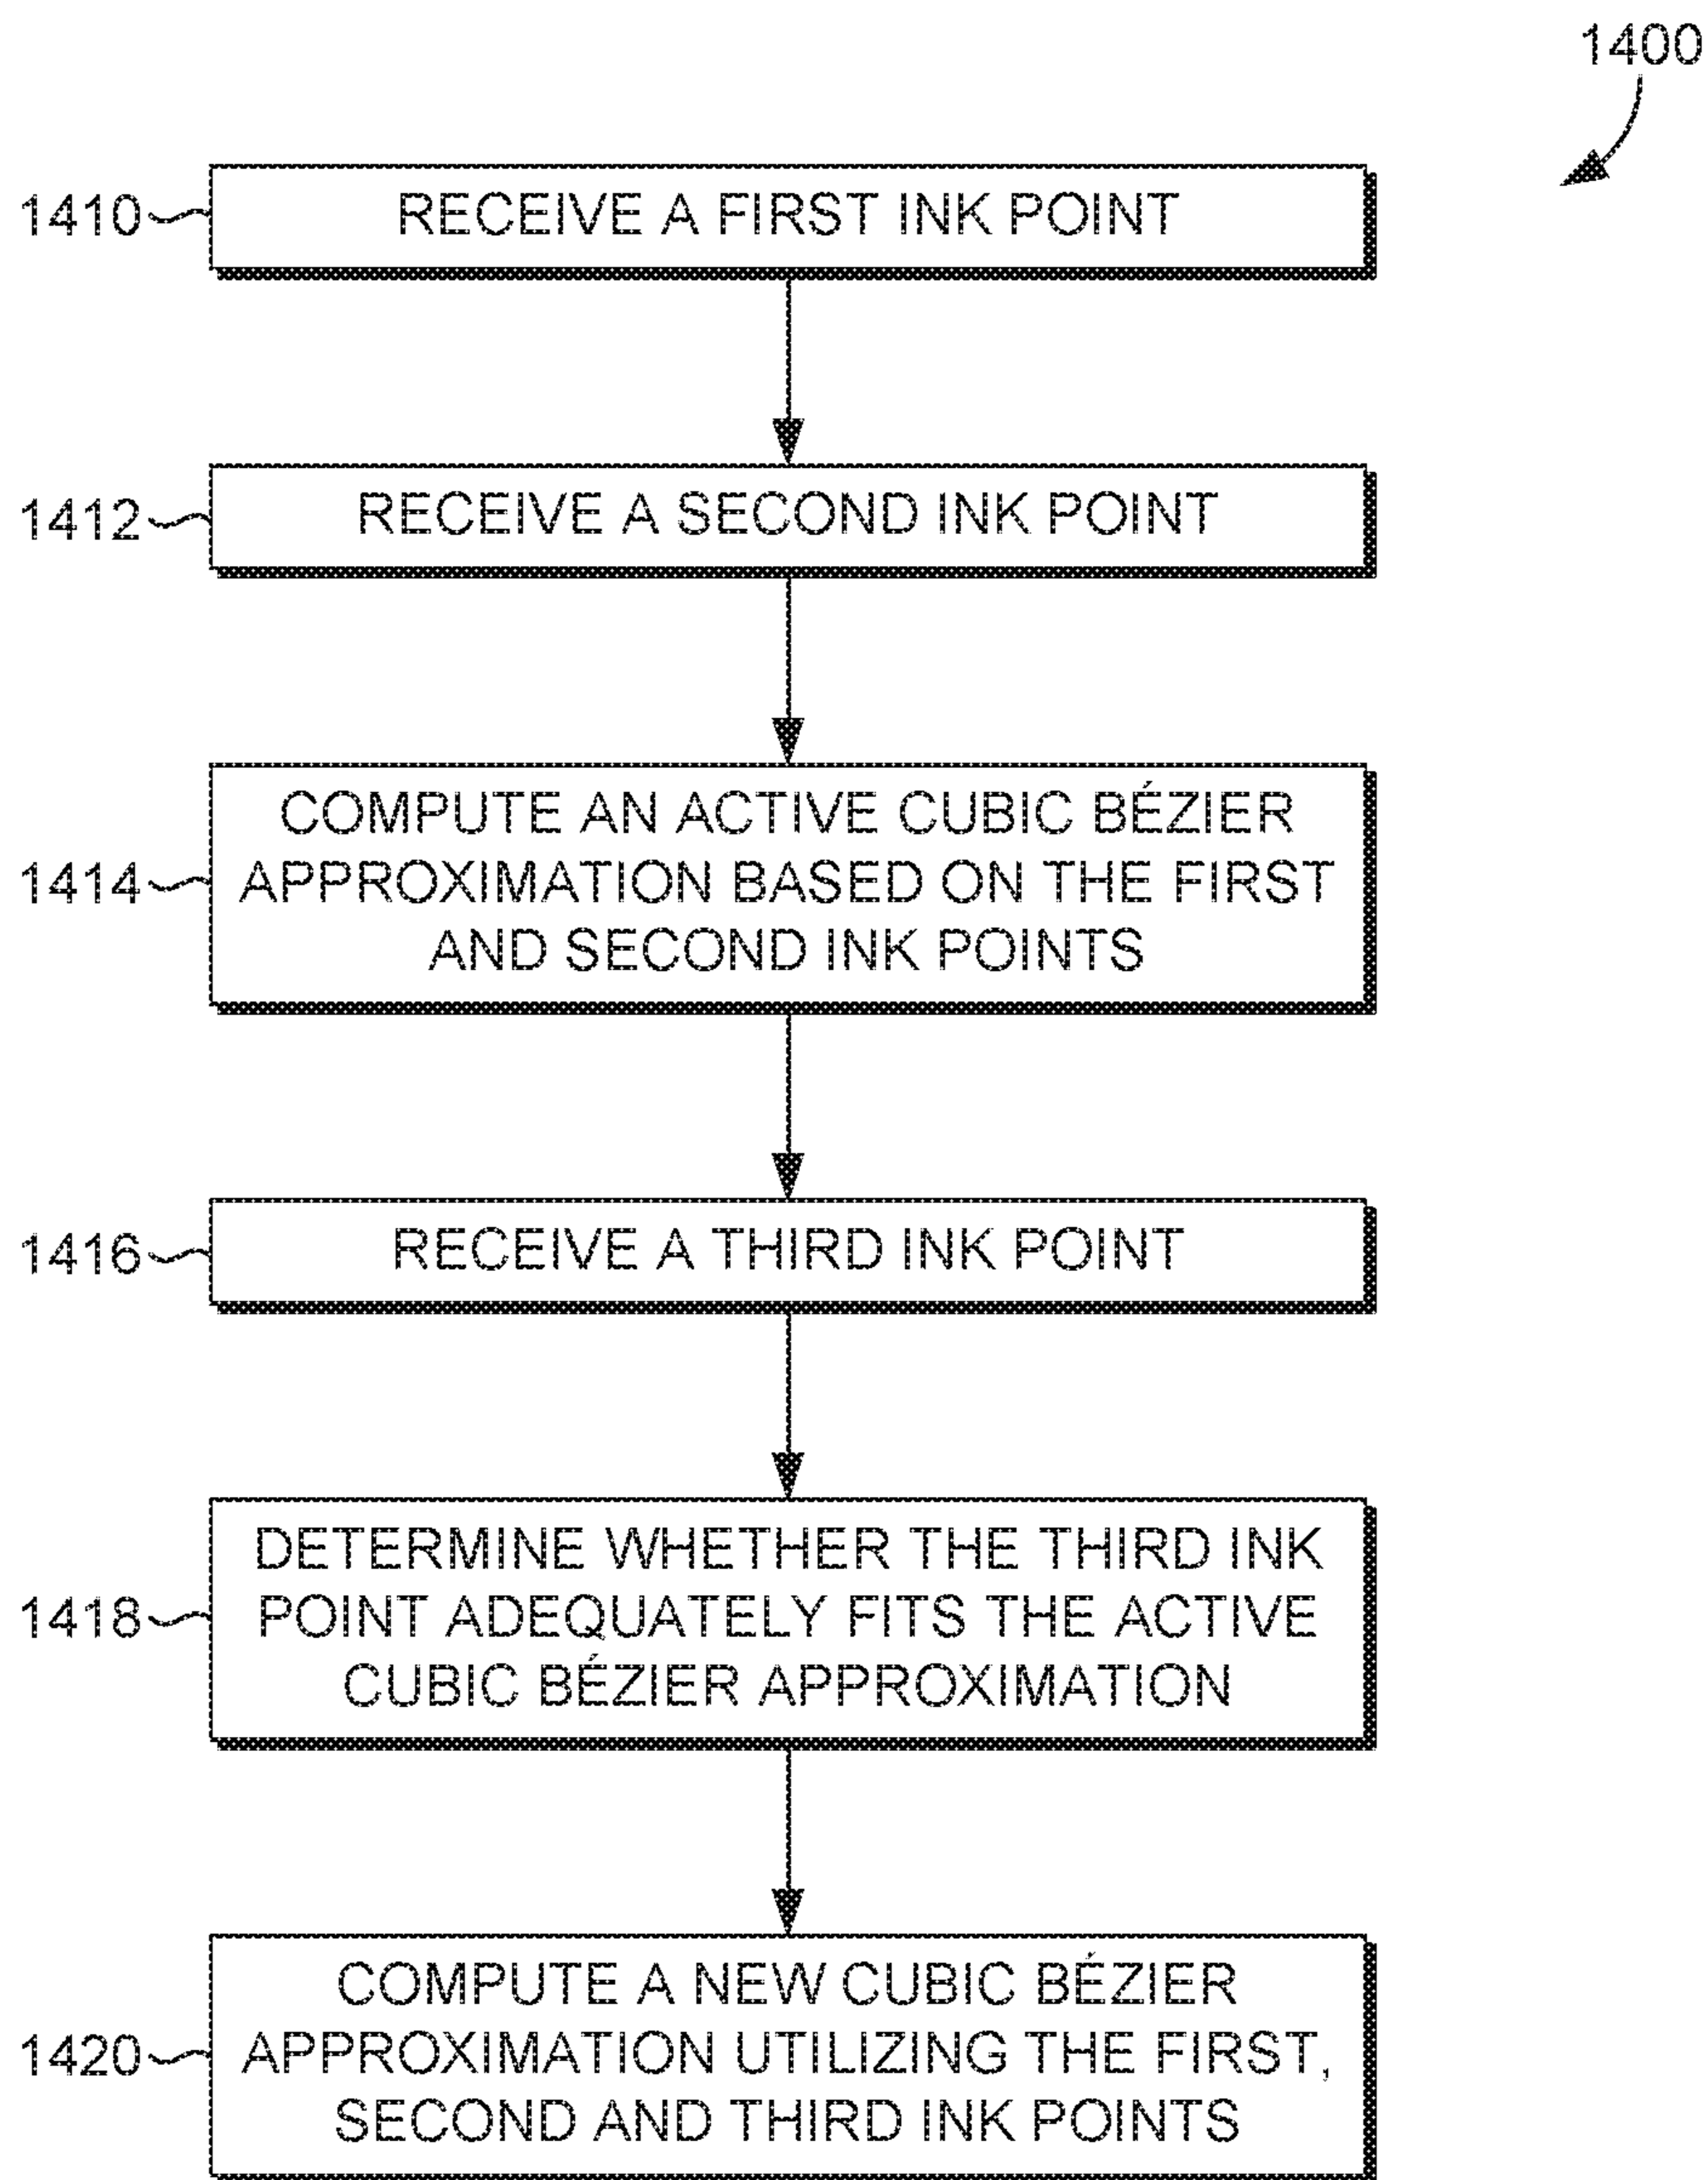 1400
1410
RECEIVE A FIRST INK POINT
1412
RECEIVE A SECOND INK POINT
1414
COMPUTE AN ACTIVE CUBIC BÉZIER
APPROXIMATION BASED ON THE FIRST
AND SECOND INK POINTS
1416
RECEIVE A THIRD INK POINT
1418
DETERMINE WHETHER THE THIRD INK
POINT ADEQUATELY FITS THE ACTIVE
CUBIC BÉZIER APPROXIMATION
1420
COMPUTE A NEW CUBIC BÉZIER
APPROXIMATION UTILIZING THE FIRST,
SECOND AND THIRD INK POINTS